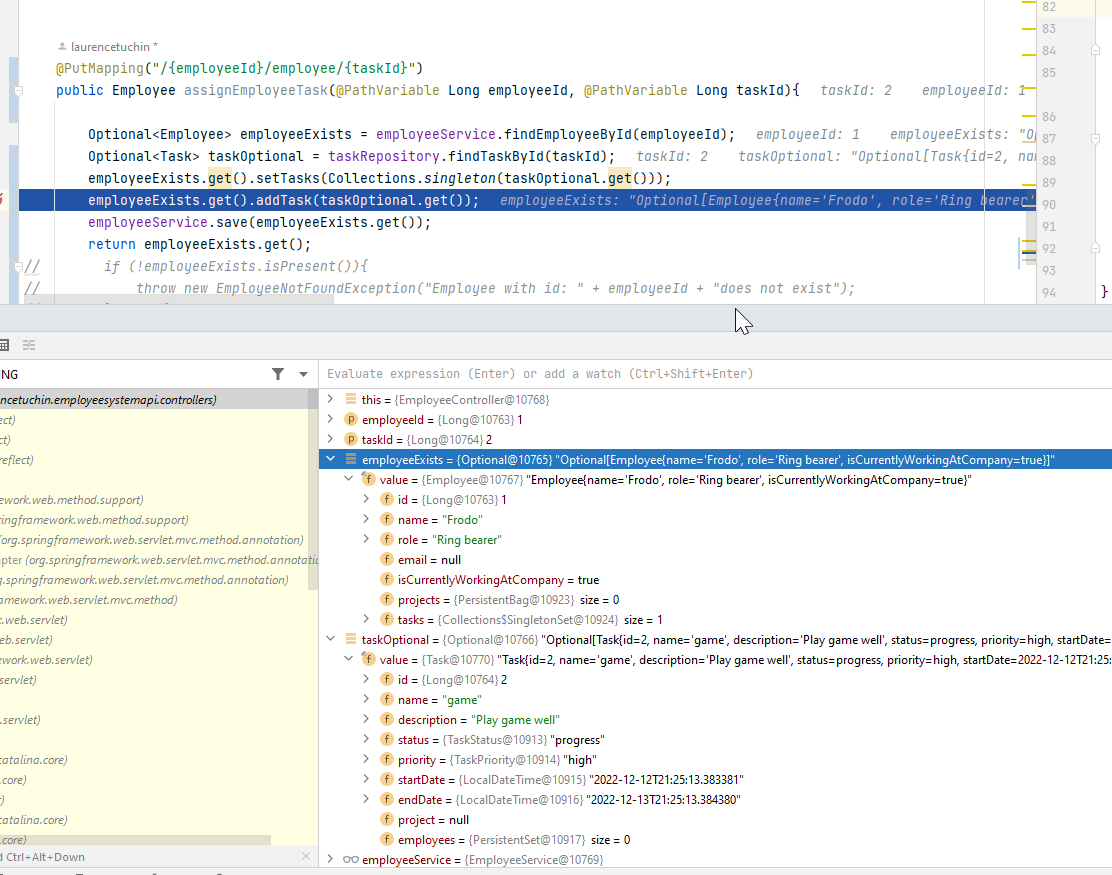 82
83
84
85
86
87
88
89
90
91
92
93
94
}
laurencetuchin *
@PutMapping("/{employeeId}/employee/{taskId}")
public Employee assignEmployeeTask(@PathVariable Long employeeId, @PathVariable Long taskId){ taskId: 2 employeeId: 1
Optional<Employee> employeeExists = employeeService.findEmployeeById(employeeId); employeeId: 1 employeeExists: "Op
Optional<Task> taskOptional = taskRepository.findTaskById(taskId); taskId: 2 taskOptional: "Optional[Task{id=2, nam
employeeExists.get().setTasks(Collections.singleton(taskOptional.get()));
employeeExists.get().addTask(taskOptional.get()); employeeExists: "Optional[Employee{name='Frodo', role='Ring bearer'
employeeService.save(employeeExists.get());
return employeeExists.get();
// if (!employeeExists.isPresent()){
// throw new EmployeeNotFoundException("Employee with id: " + employeeId + "does not exist");
NG
Evaluate expression (Enter) or add a watch (Ctrl+Shift+Enter)
ncetuchin.employeesystemapi.controllers)
ect)
ct)
reflect)
ework.web.method.support)
ringframework.web.method.support)
(org.springframework.web.servlet.mvc.method.annotation)
pter (org.springframework.web.servlet.mvc.method.annotatio
g.springframework.web.servlet.mvc.method.annotation)
amework.web.servlet.mvc.method)
k.web.servlet)
eb.servlet)
ework.web.servlet)
servlet)
.servlet)
catalina.core)
.core)
t)
catalina.core)
.core)
d Ctrl+Alt+Down
this = {EmployeeController@10768}
employeeId = {Long@10763} 1
taskId = {Long@10764} 2
employeeExists = {Optional@10765} "Optional[Employee{name='Frodo', role='Ring bearer', isCurrentlyWorkingAtCompany=true}]"
value = {Employee@10767} "Employee{name='Frodo', role='Ring bearer', isCurrentlyWorkingAtCompany=true}"
id = {Long@10763} 1
name = "Frodo"
role = "Ring bearer"
email = null
isCurrentlyWorkingAtCompany = true
projects = {PersistentBag@10923} size = 0
tasks = {Collections$SingletonSet@10924} size = 1
taskOptional = {Optional@10766} "Optional[Task{id=2, name='game', description='Play game well', status=progress, priority=high, startDate=
value = {Task@10770} "Task{id=2, name='game', description='Play game well', status=progress, priority=high, startDate=2022-12-12T21:25:
id = {Long@10764} 2
name = "game"
description = "Play game well"
status = {TaskStatus@10913} "progress"
priority = {TaskPriority@10914} "high"
startDate = {LocalDateTime@10915} "2022-12-12T21:25:13.383381"
endDate = {LocalDateTime@10916} "2022-12-13T21:25:13.384380"
project = null
employees = {PersistentSet@10917} size = 0
employeeService = {EmployeeService@10769}